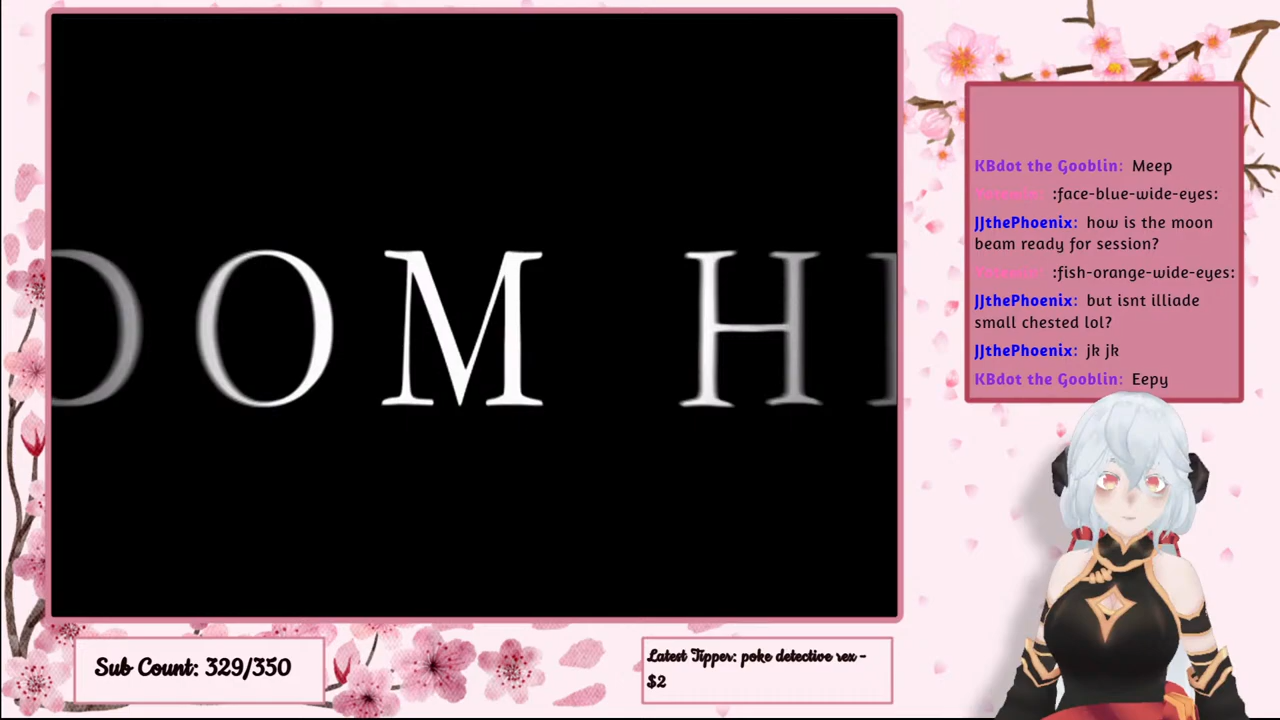 OOM H
KBdot the Gooblin: Meep
:face-blue-wide-eyes:
JJthePhoenix: how is the moon
beam ready for session?
:fish-orange-wide-eyes:
JJthePhoenix: but isnt illiade
small chested lol?
JJthePhoenix: jk jk
KBdot the Gooblin: Eepy
Sub Count: 329/350
Latest Tipper: poke detective rex -
$2